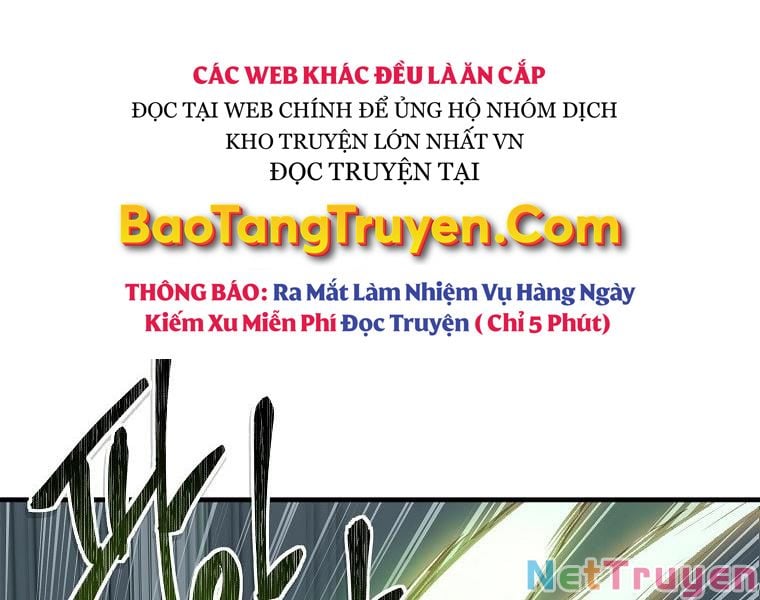 CÁC WEB KHÁC ĐỀU LÀ ĂN CẮP
ĐỌC TẠI WEB CHÍNH ĐỂ ỦNG HỘ NHÓM DỊCH
KHO TRUYỆN LỚN NHẤT VN
ĐỌC TRUYỆN TẠI
BaoTangTruyen.Com
THÔNG BÁO: Ra Mắt Làm Nhiệm Vụ Hàng Ngày
Kiếm Xu Miễn Phí Đọc Truyện ( Chỉ 5 Phút)
NetTruyen